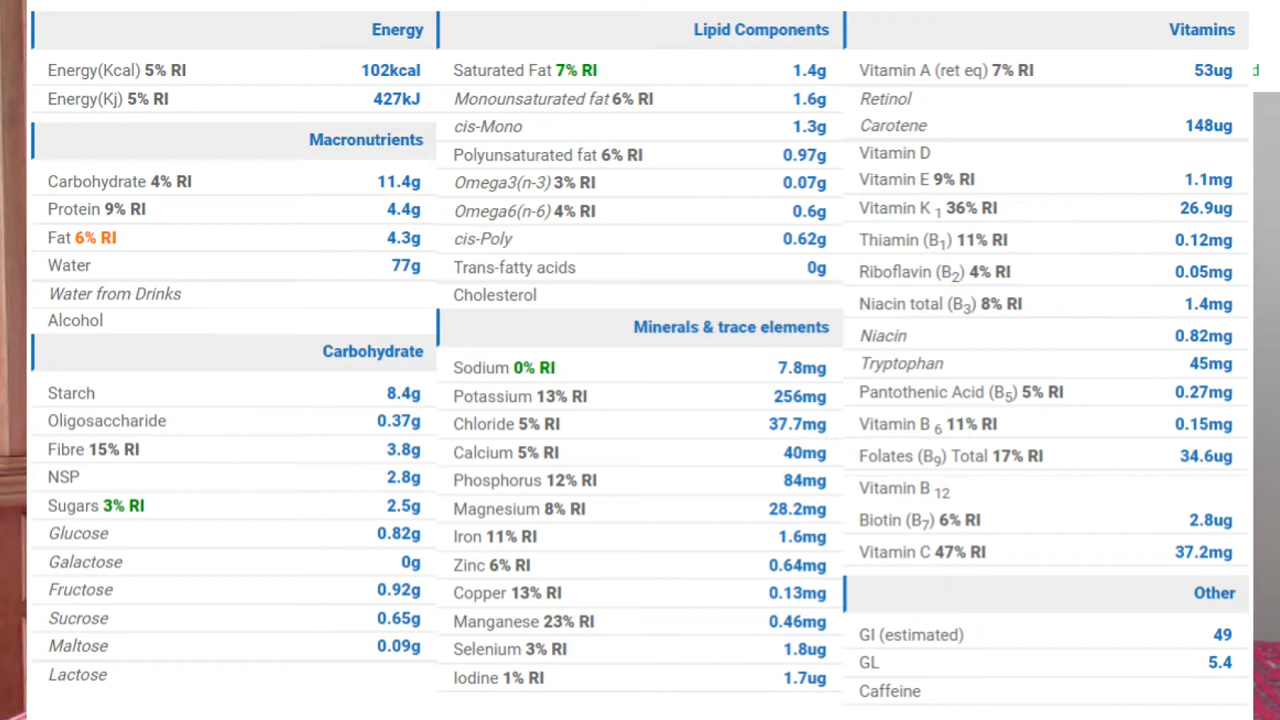 Energy
Energy(Kcal) 5% RI 102kcal
Energy(Kj) 5% RI 427kJ
Macronutrients
Carbohydrate 4% RI 11.4g
Protein 9% RI 4.4g
Fat 6% RI 4.3g
Water 77g
Water from Drinks
Alcohol
Carbohydrate
Starch 8.4g
Oligosaccharide 0.37g
Fibre 15% RI 3.8g
NSP 2.8g
Sugars 3% RI 2.5g
Glucose 0.82g
Galactose 0g
Fructose 0.92g
Sucrose 0.65g
Maltose 0.09g
Lactose
Lipid Components
Saturated Fat 7% RI 1.4g
Monounsaturated fat 6% RI 1.6g
cis-Mono 1.3g
Polyunsaturated fat 6% RI 0.97g
Omega3(n-3) 3% RI 0.07g
Omega6(n-6) 4% RI 0.6g
cis-Poly 0.62g
Trans-fatty acids 0g
Cholesterol
Minerals & trace elements
Sodium 0% RI 7.8mg
Potassium 13% RI 256mg
Chloride 5% RI 37.7mg
Calcium 5% RI 40mg
Phosphorus 12% RI 84mg
Magnesium 8% RI 28.2mg
Iron 11% RI 1.6mg
Zinc 6% RI 0.64mg
Copper 13% RI 0.13mg
Manganese 23% RI 0.46mg
Selenium 3% RI 1.8ug
Iodine 1% RI 1.7ug
Vitamins
Vitamin A (ret eq) 7% RI 53ug
Retinol
Carotene 148ug
Vitamin D
Vitamin E 9% RI 1.1mg
Vitamin K 1 36% RI 26.9ug
Thiamin (B1) 11% RI 0.12mg
Riboflavin (B2) 4% RI 0.05mg
Niacin total (B3) 8% RI 1.4mg
Niacin 0.82mg
Tryptophan 45mg
Pantothenic Acid (B5) 5% RI 0.27mg
Vitamin B 6 11% RI 0.15mg
Folates (B9) Total 17% RI 34.6ug
Vitamin B 12
Biotin (B7) 6% RI 2.8ug
Vitamin C 47% RI 37.2mg
Other
GI (estimated) 49
GL 5.4
Caffeine